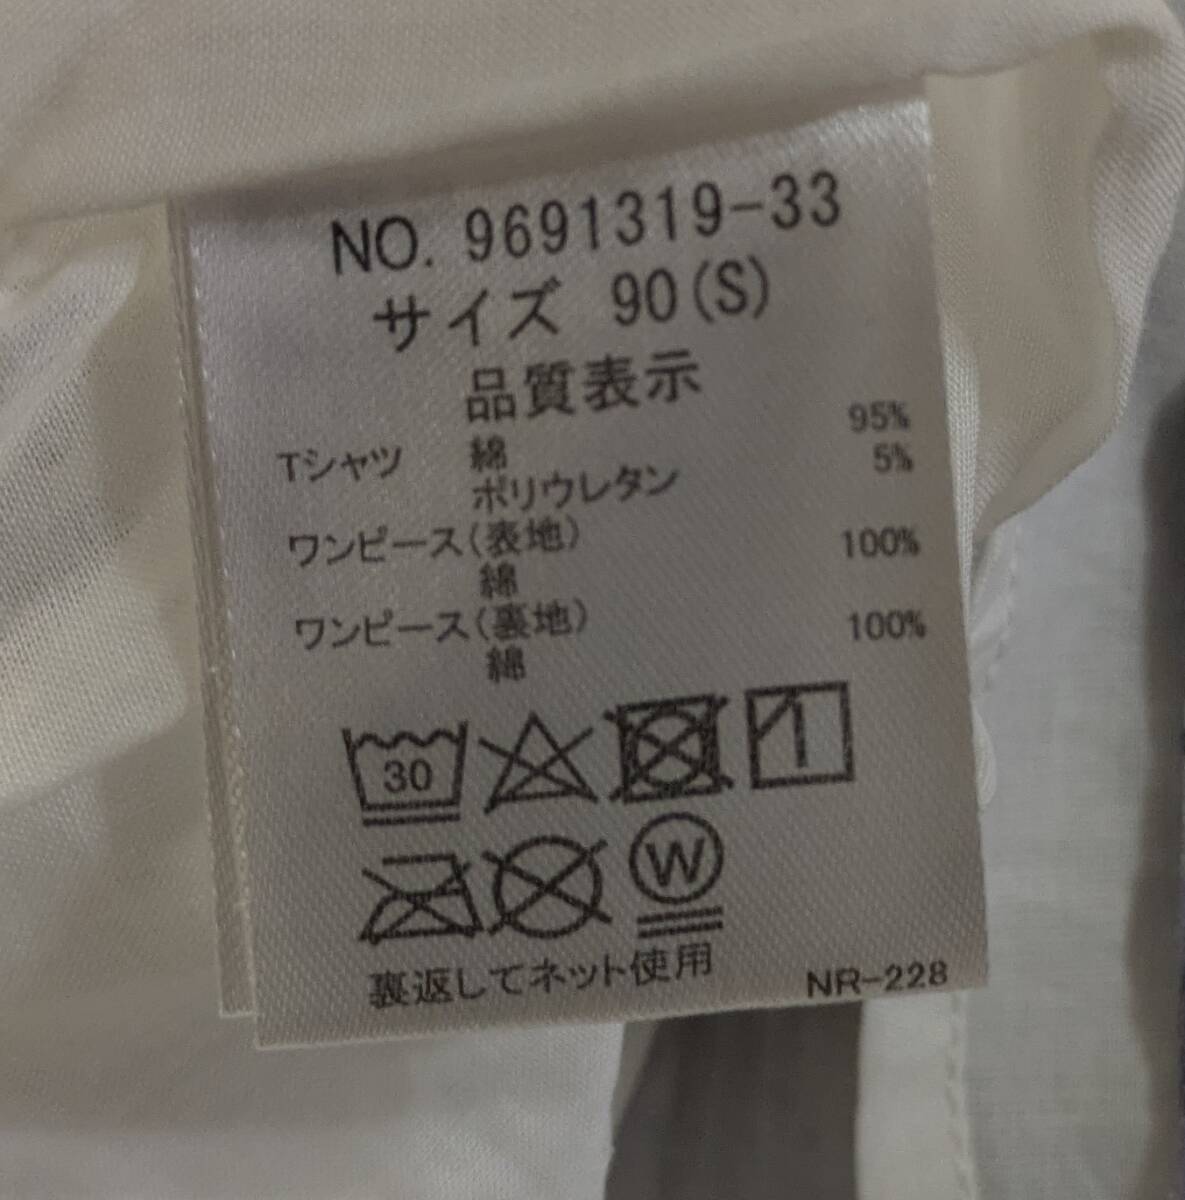 NO. 9691319-33
サイズ 90(S)
品質表示
Tシャツ 綿 95%
ポリウレタン 5%
ワンピース(表地)
綿 100%
ワンピース(裏地)
綿 100%
30
W
裏返してネット使用 NR-228